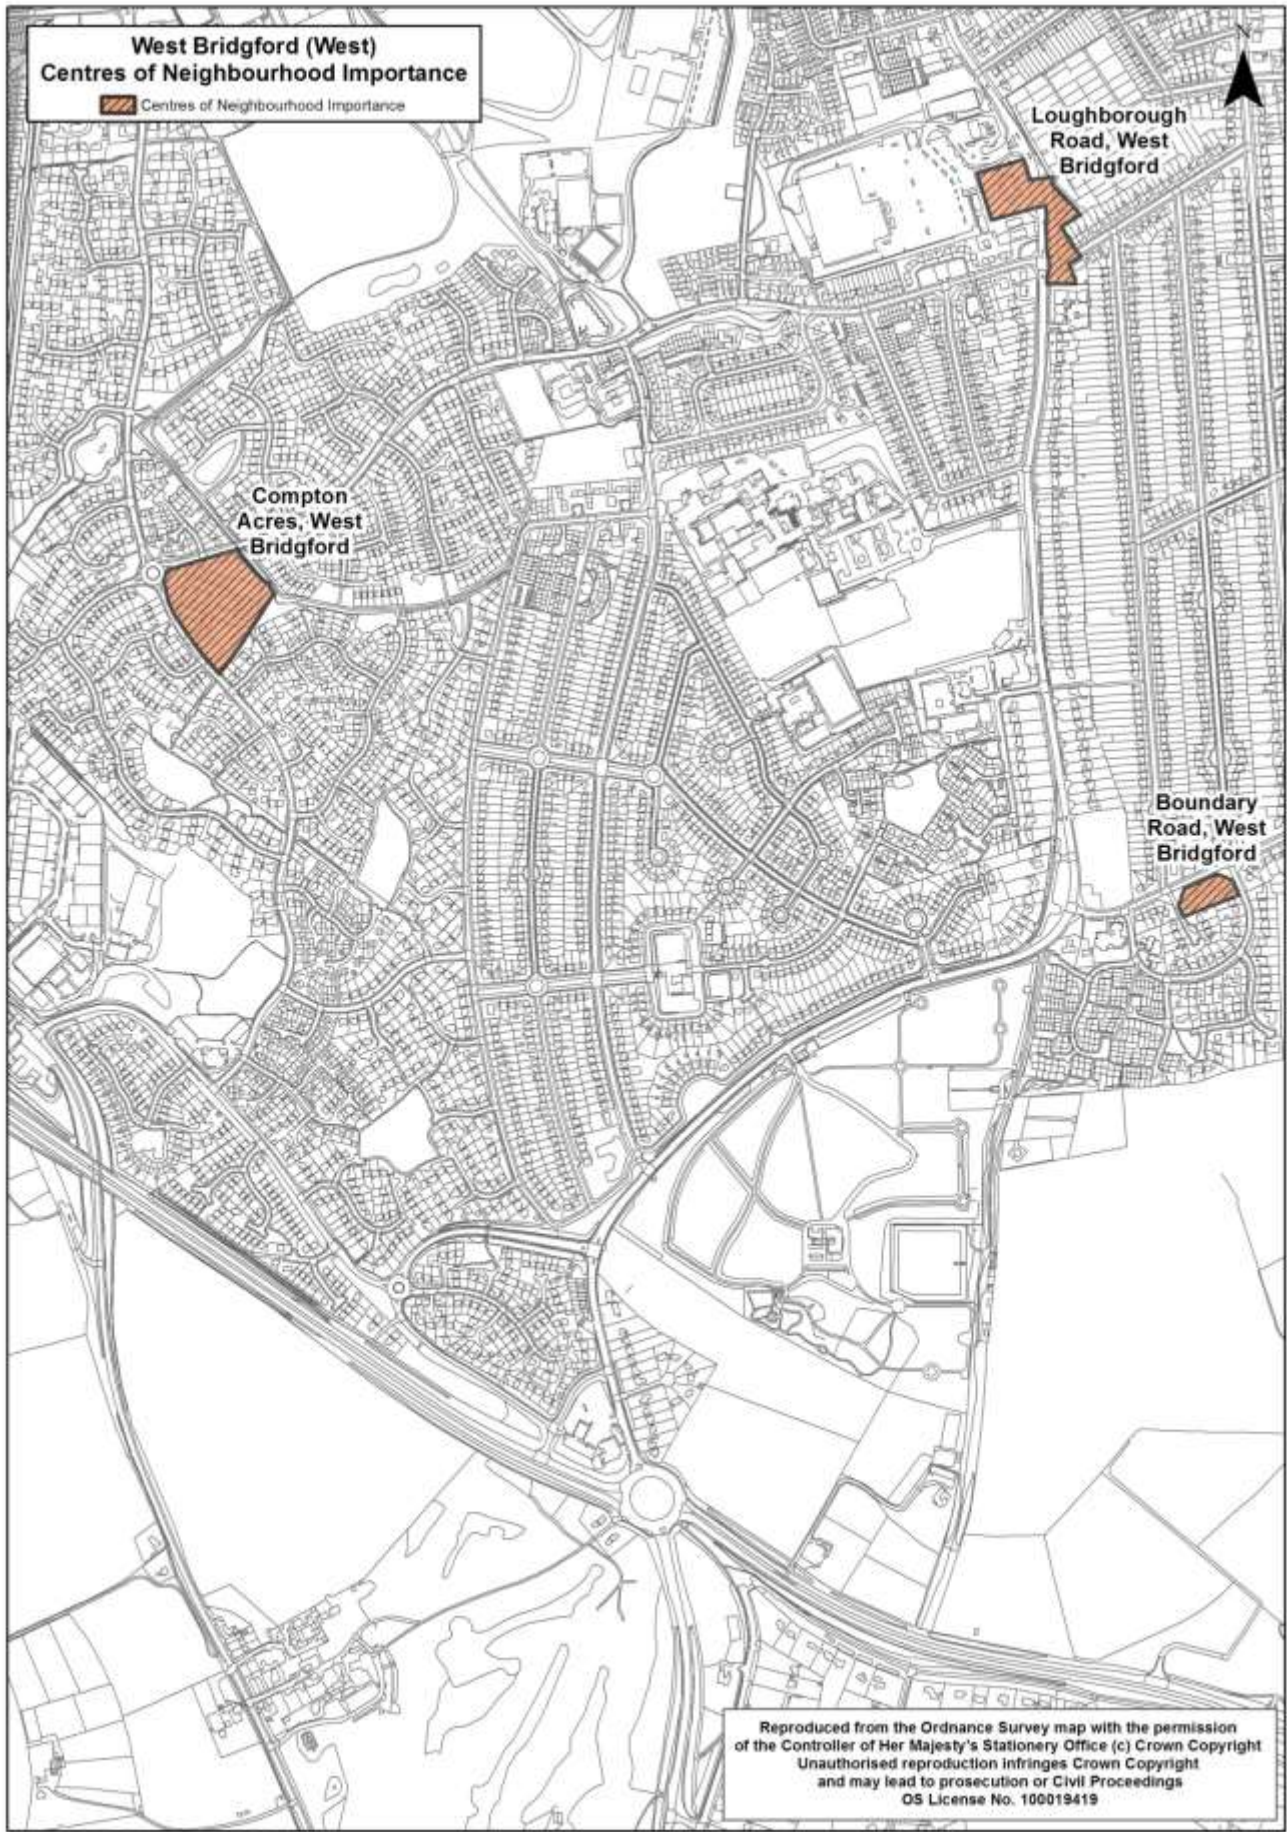 West Bridgford (West)
Centres of Neighbourhood Importance
Centres of Neighbourhood Importance
N
Loughborough
Road, West
Bridgford
Compton
Acres, West
Bridgford
Boundary
Road, West
Bridgford
Reproduced from the Ordnance Survey map with the permission
of the Controller of Her Majesty's Stationery Office (c) Crown Copyright
Unauthorised reproduction infringes Crown Copyright
and may lead to prosecution or Civil Proceedings
OS License No. 100019419